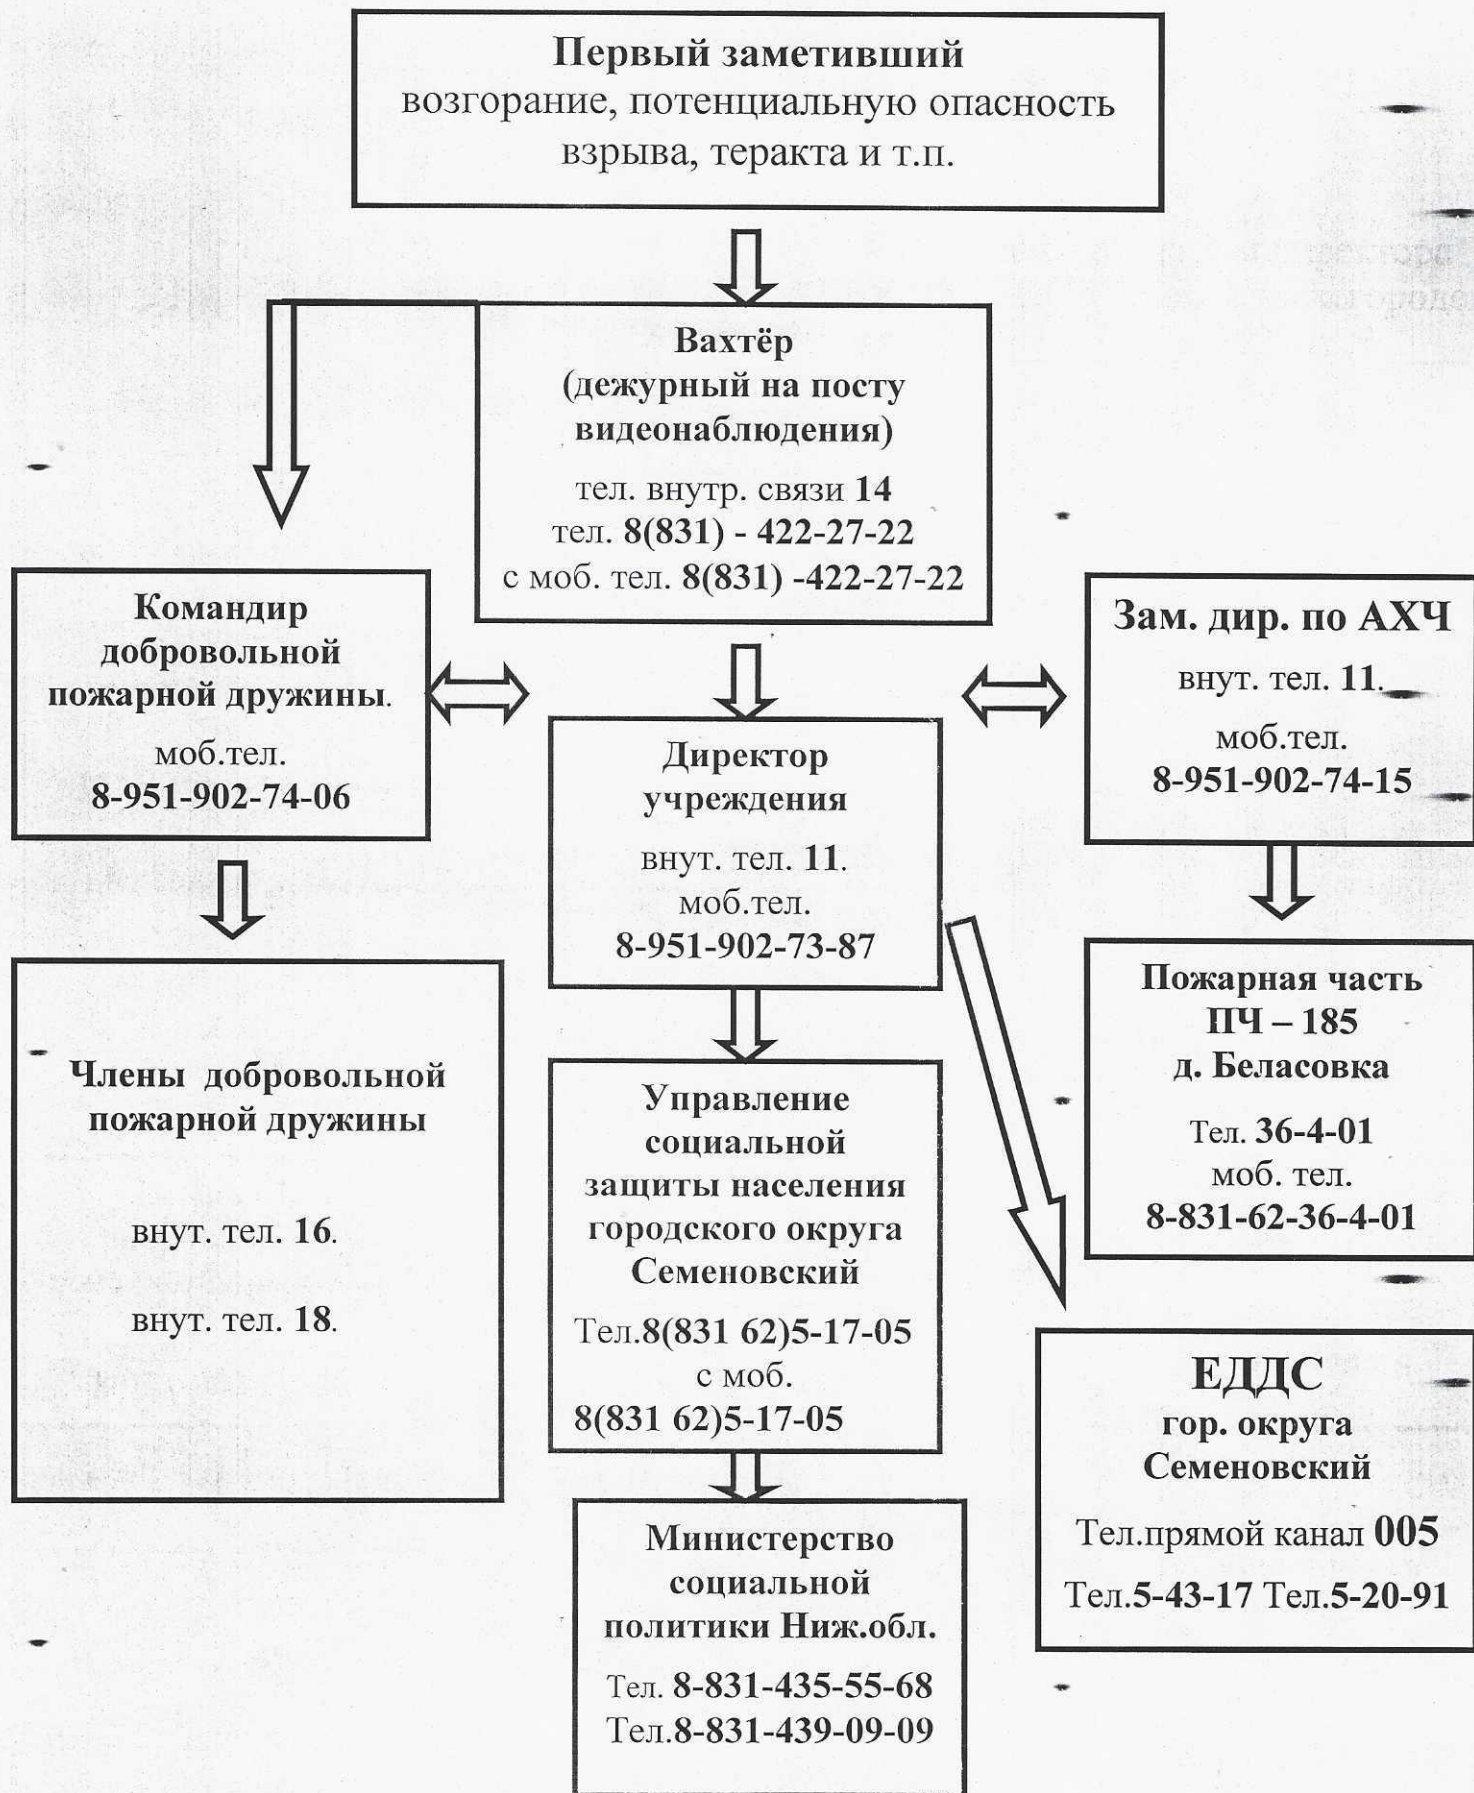 Первый заметивший
возгорание, потенциальную опасность
взрыва, теракта и т.п.
Вахтёр
(дежурный на посту
видеонаблюдения)
тел. внутр. связи 14
тел. 8(831) - 422-27-22
с моб. тел. 8(831) -422-27-22
Командир
добровольной
пожарной дружины.
моб.тел.
8-951-902-74-06
Директор
учреждения
внут. тел. 11.
моб.тел.
8-951-902-73-87
Зам. дир. по АХЧ
внут. тел. 11.
моб.тел.
8-951-902-74-15
Члены добровольной
пожарной дружины
внут. тел. 16.
внут. тел. 18.
Управление
социальной
защиты населения
городского округа
Семеновский
Тел.8(831 62)5-17-05
с моб.
8(831 62)5-17-05
Пожарная часть
ПЧ – 185
д. Беласовка
Тел. 36-4-01
моб. тел.
8-831-62-36-4-01
ЕДДС
гор. округа
Семеновский
Тел.прямой канал 005
Тел.5-43-17 Тел.5-20-91
Министерство
социальной
политики Ниж.обл.
Тел. 8-831-435-55-68
Тел.8-831-439-09-09